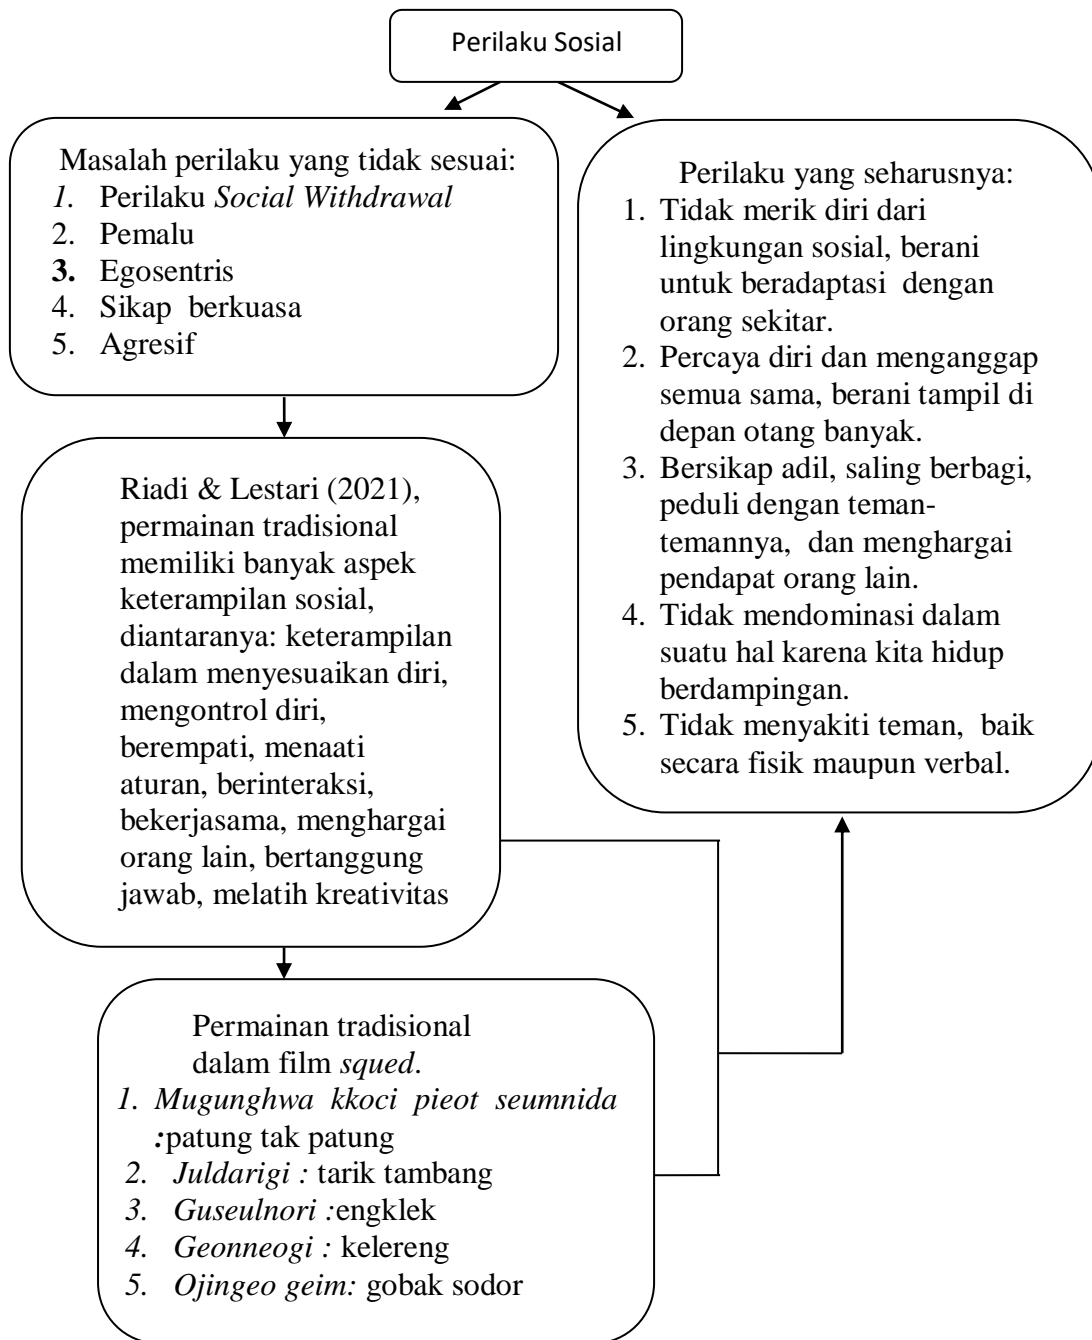 Perilaku Sosial
Masalah perilaku yang tidak sesuai:
1. Perilaku Social Withdrawal
2. Pemalu
3. Egosentris
4. Sikap berkuasa
5. Agresif
Perilaku yang seharusnya:
1. Tidak merik diri dari
lingkungan sosial, berani
untuk beradaptasi dengan
orang sekitar.
2. Percaya diri dan menganggap
semua sama, berani tampil di
depan otang banyak.
3. Bersikap adil, saling berbagi,
peduli dengan teman-
temannya, dan menghargai
pendapat orang lain.
4. Tidak mendominasi dalam
suatu hal karena kita hidup
berdampingan.
5. Tidak menyakiti teman, baik
secara fisik maupun verbal.
Riadi & Lestari (2021),
permainan tradisional
memiliki banyak aspek
keterampilan sosial,
diantaranya: keterampilan
dalam menyesuaikan diri,
mengontrol diri,
berempati, menaati
aturan, berinteraksi,
bekerjasama, menghargai
orang lain, bertanggung
jawab, melatih kreativitas
Permainan tradisional
dalam film squed.
1. Mugunghwa kkoci pieot seumnida
:patung tak patung
2. Juldarigi : tarik tambang
3. Guseulnori :engklek
4. Geonneogi : kelereng
5. Ojingeo geim: gobak sodor